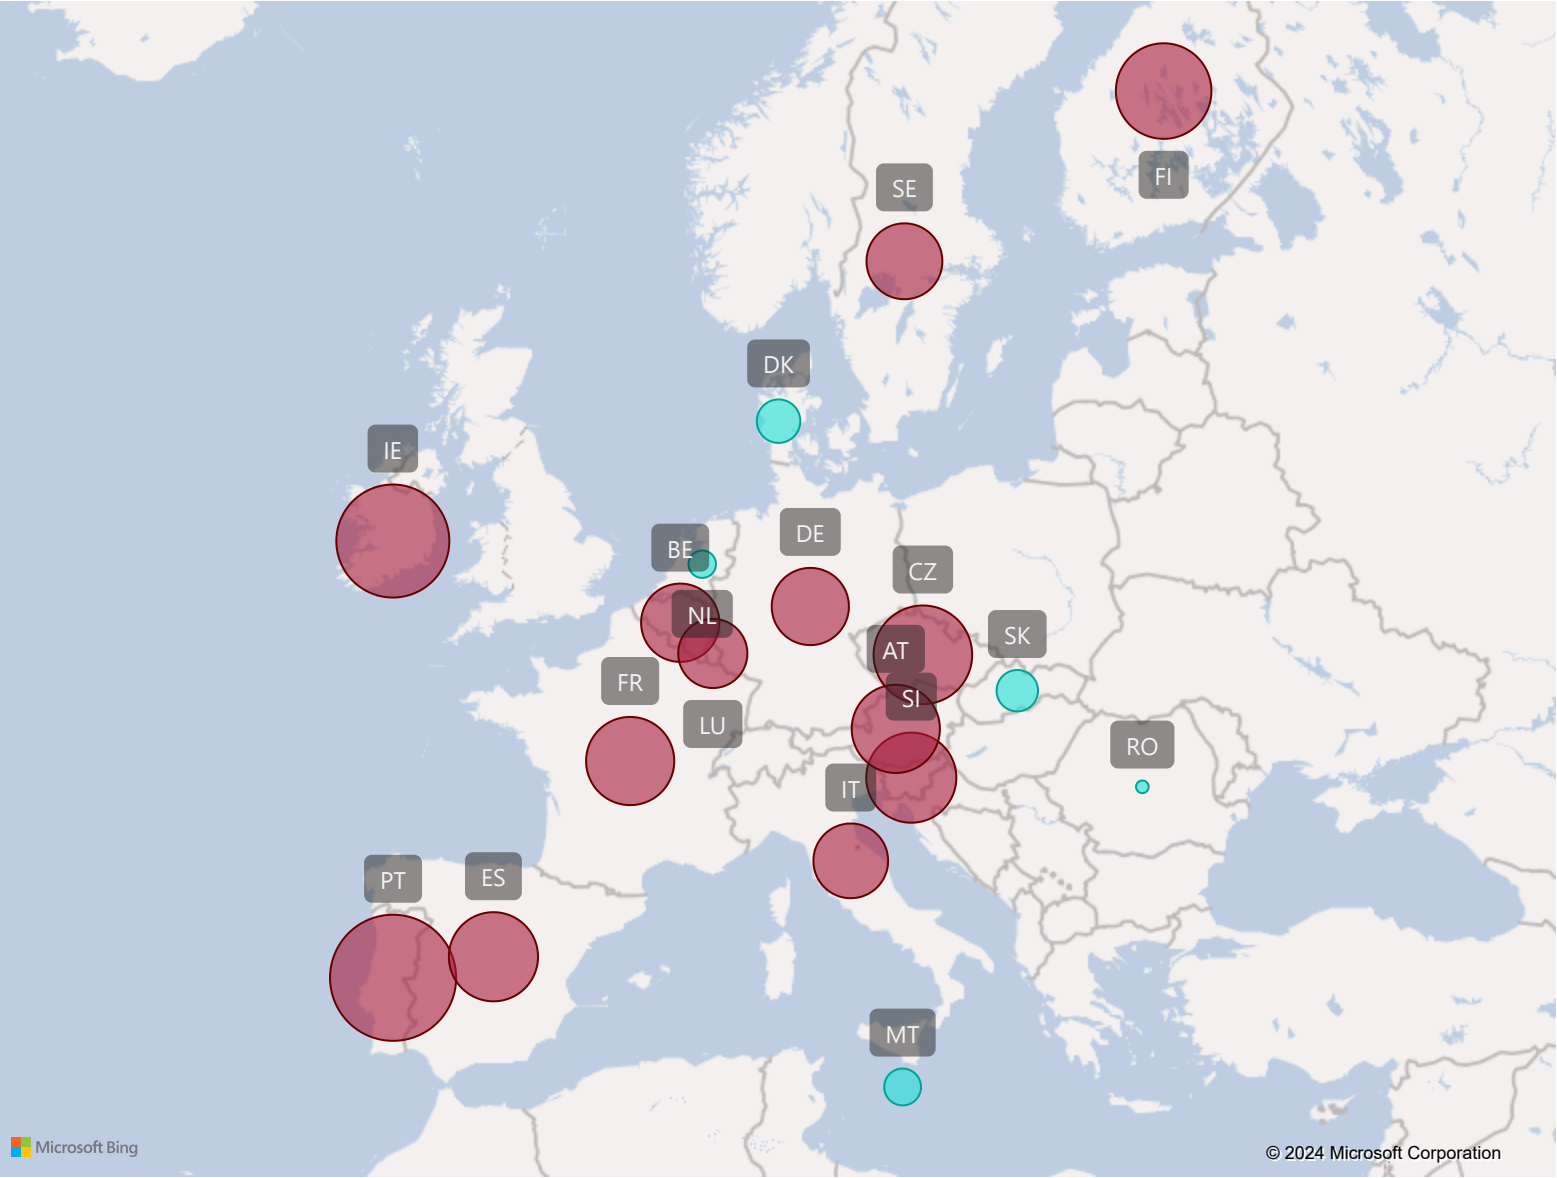 FI
SE
DK
IE
DE
BE
CZ
NL
SK
AT
FR
SI
LU
RO
IT
PT
ES
MT
Microsoft Bing
© 2024 Microsoft Corporation